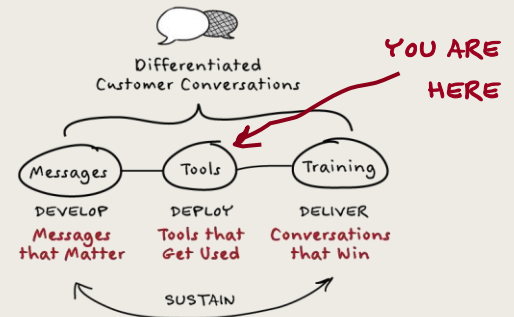 Differentiated
Customer Conversations
YOU ARE
HERE
Messages
Tools
Training
DEVELOP
DEPLOY
DELIVER
Messages
that Matter
Tools that
Get Used
Conversations
that Win
SUSTAIN